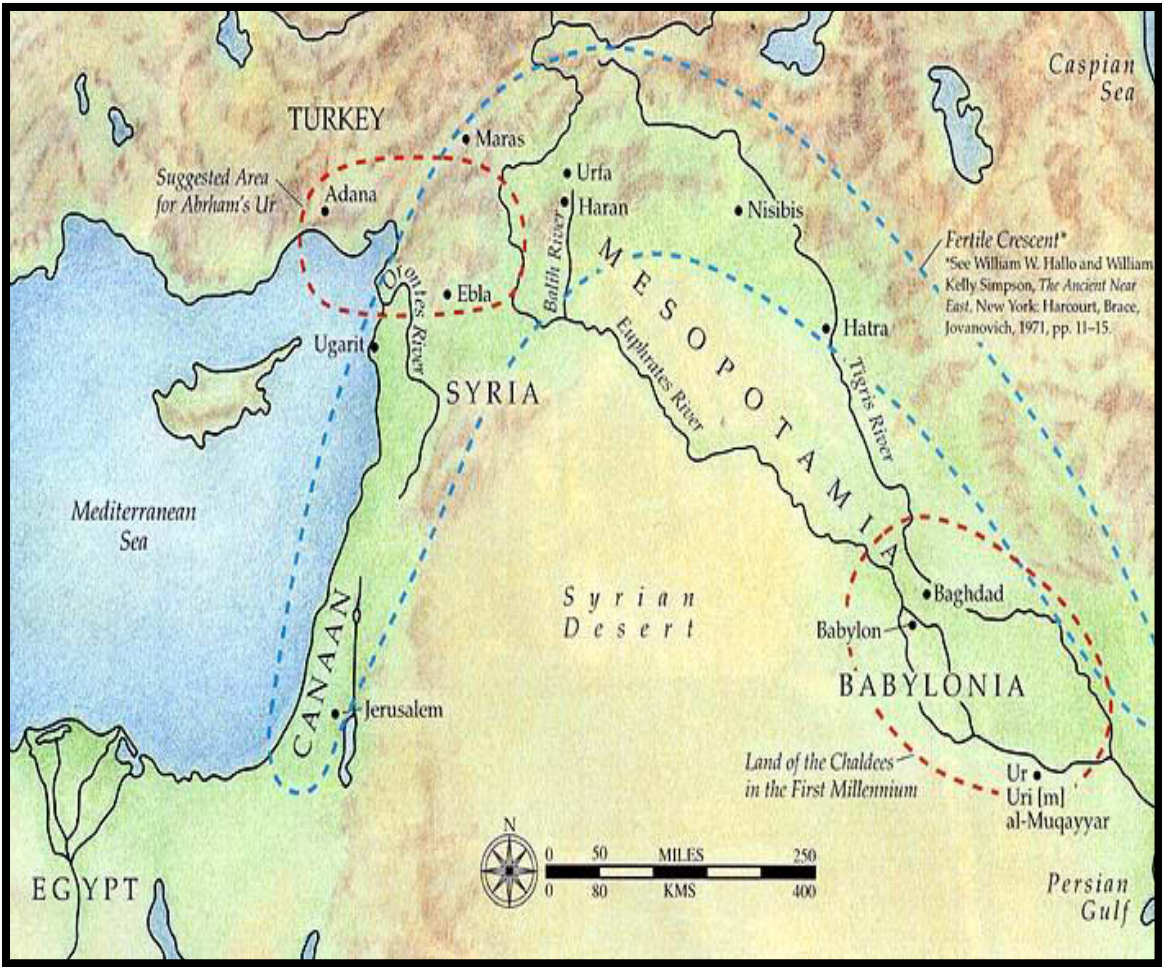 Caspian
Sea
TURKEY
Maras
Suggested Area
for Abrham's Ur
Adana
Urfa
Haran
Nisibis
Balih River
Fertile Crescent*
*See William W. Hallo and William
Kelly Simpson, The Ancient Near
East. New York: Harcourt, Brace,
Jovanovich, 1971, pp. 11–15.
MESOPOTAMIA
Orontes River
Ebla
Ugarit
Hatra
Euphrates River
Tigris River
SYRIA
Mediterranean
Sea
Syrian
Desert
Baghdad
Babylon
CANAAN
BABYLONIA
Jerusalem
Land of the Chaldees
in the First Millennium
Ur
Uri [m]
al-Muqayyar
N
0 50 MILES 250
0 80 KMS 400
EGYPT
Persian
Gulf